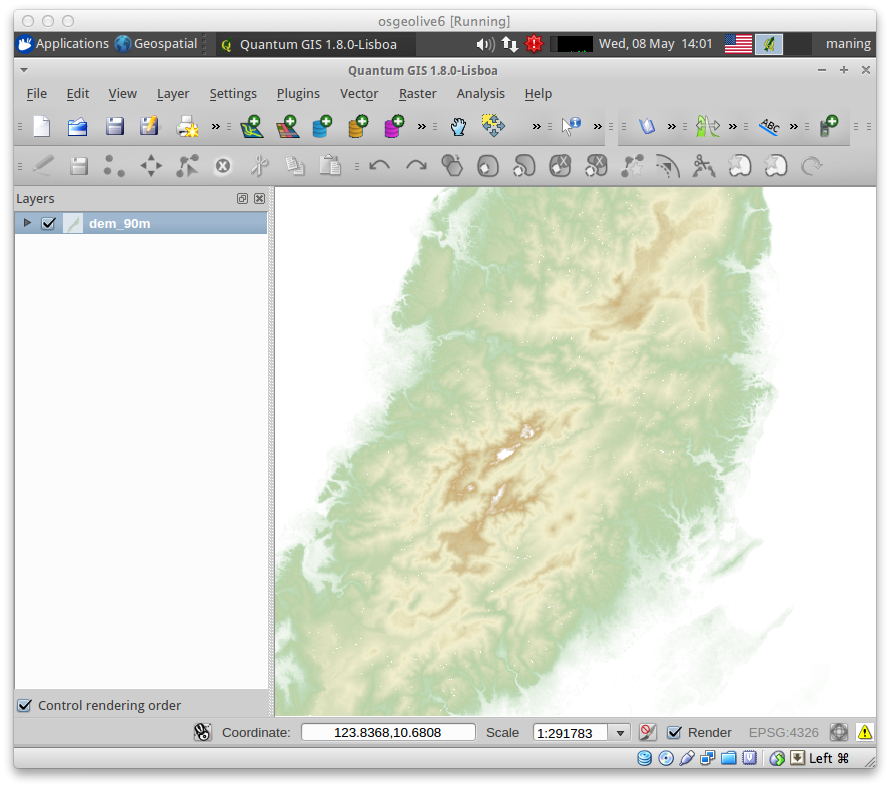 osgeolive6 [Running]
Applications Geospatial Quantum GIS 1.8.0-Lisboa Wed, 08 May 14:01 maning
Quantum GIS 1.8.0-Lisboa
File Edit View Layer Settings Plugins Vector Raster Analysis Help
ABC
Layers
dem_90m
Control rendering order
Coordinate: 123.8368,10.6808 Scale 1:291783 Render EPSG:4326
Left ⌘